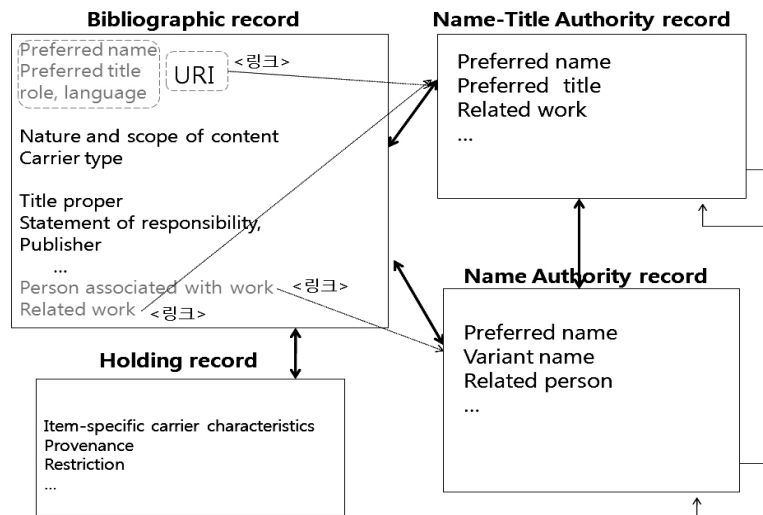 Bibliographic record
Preferred name
Preferred title
role, language
URI
<링크>
Nature and scope of content
Carrier type
Title proper
Statement of responsibility,
Publisher
...
Person associated with work
<링크>
Related work
<링크>
Holding record
Item-specific carrier characteristics
Provenance
Restriction
...
Name-Title Authority record
Preferred name
Preferred title
Related work
...
Name Authority record
Preferred name
Variant name
Related person
...